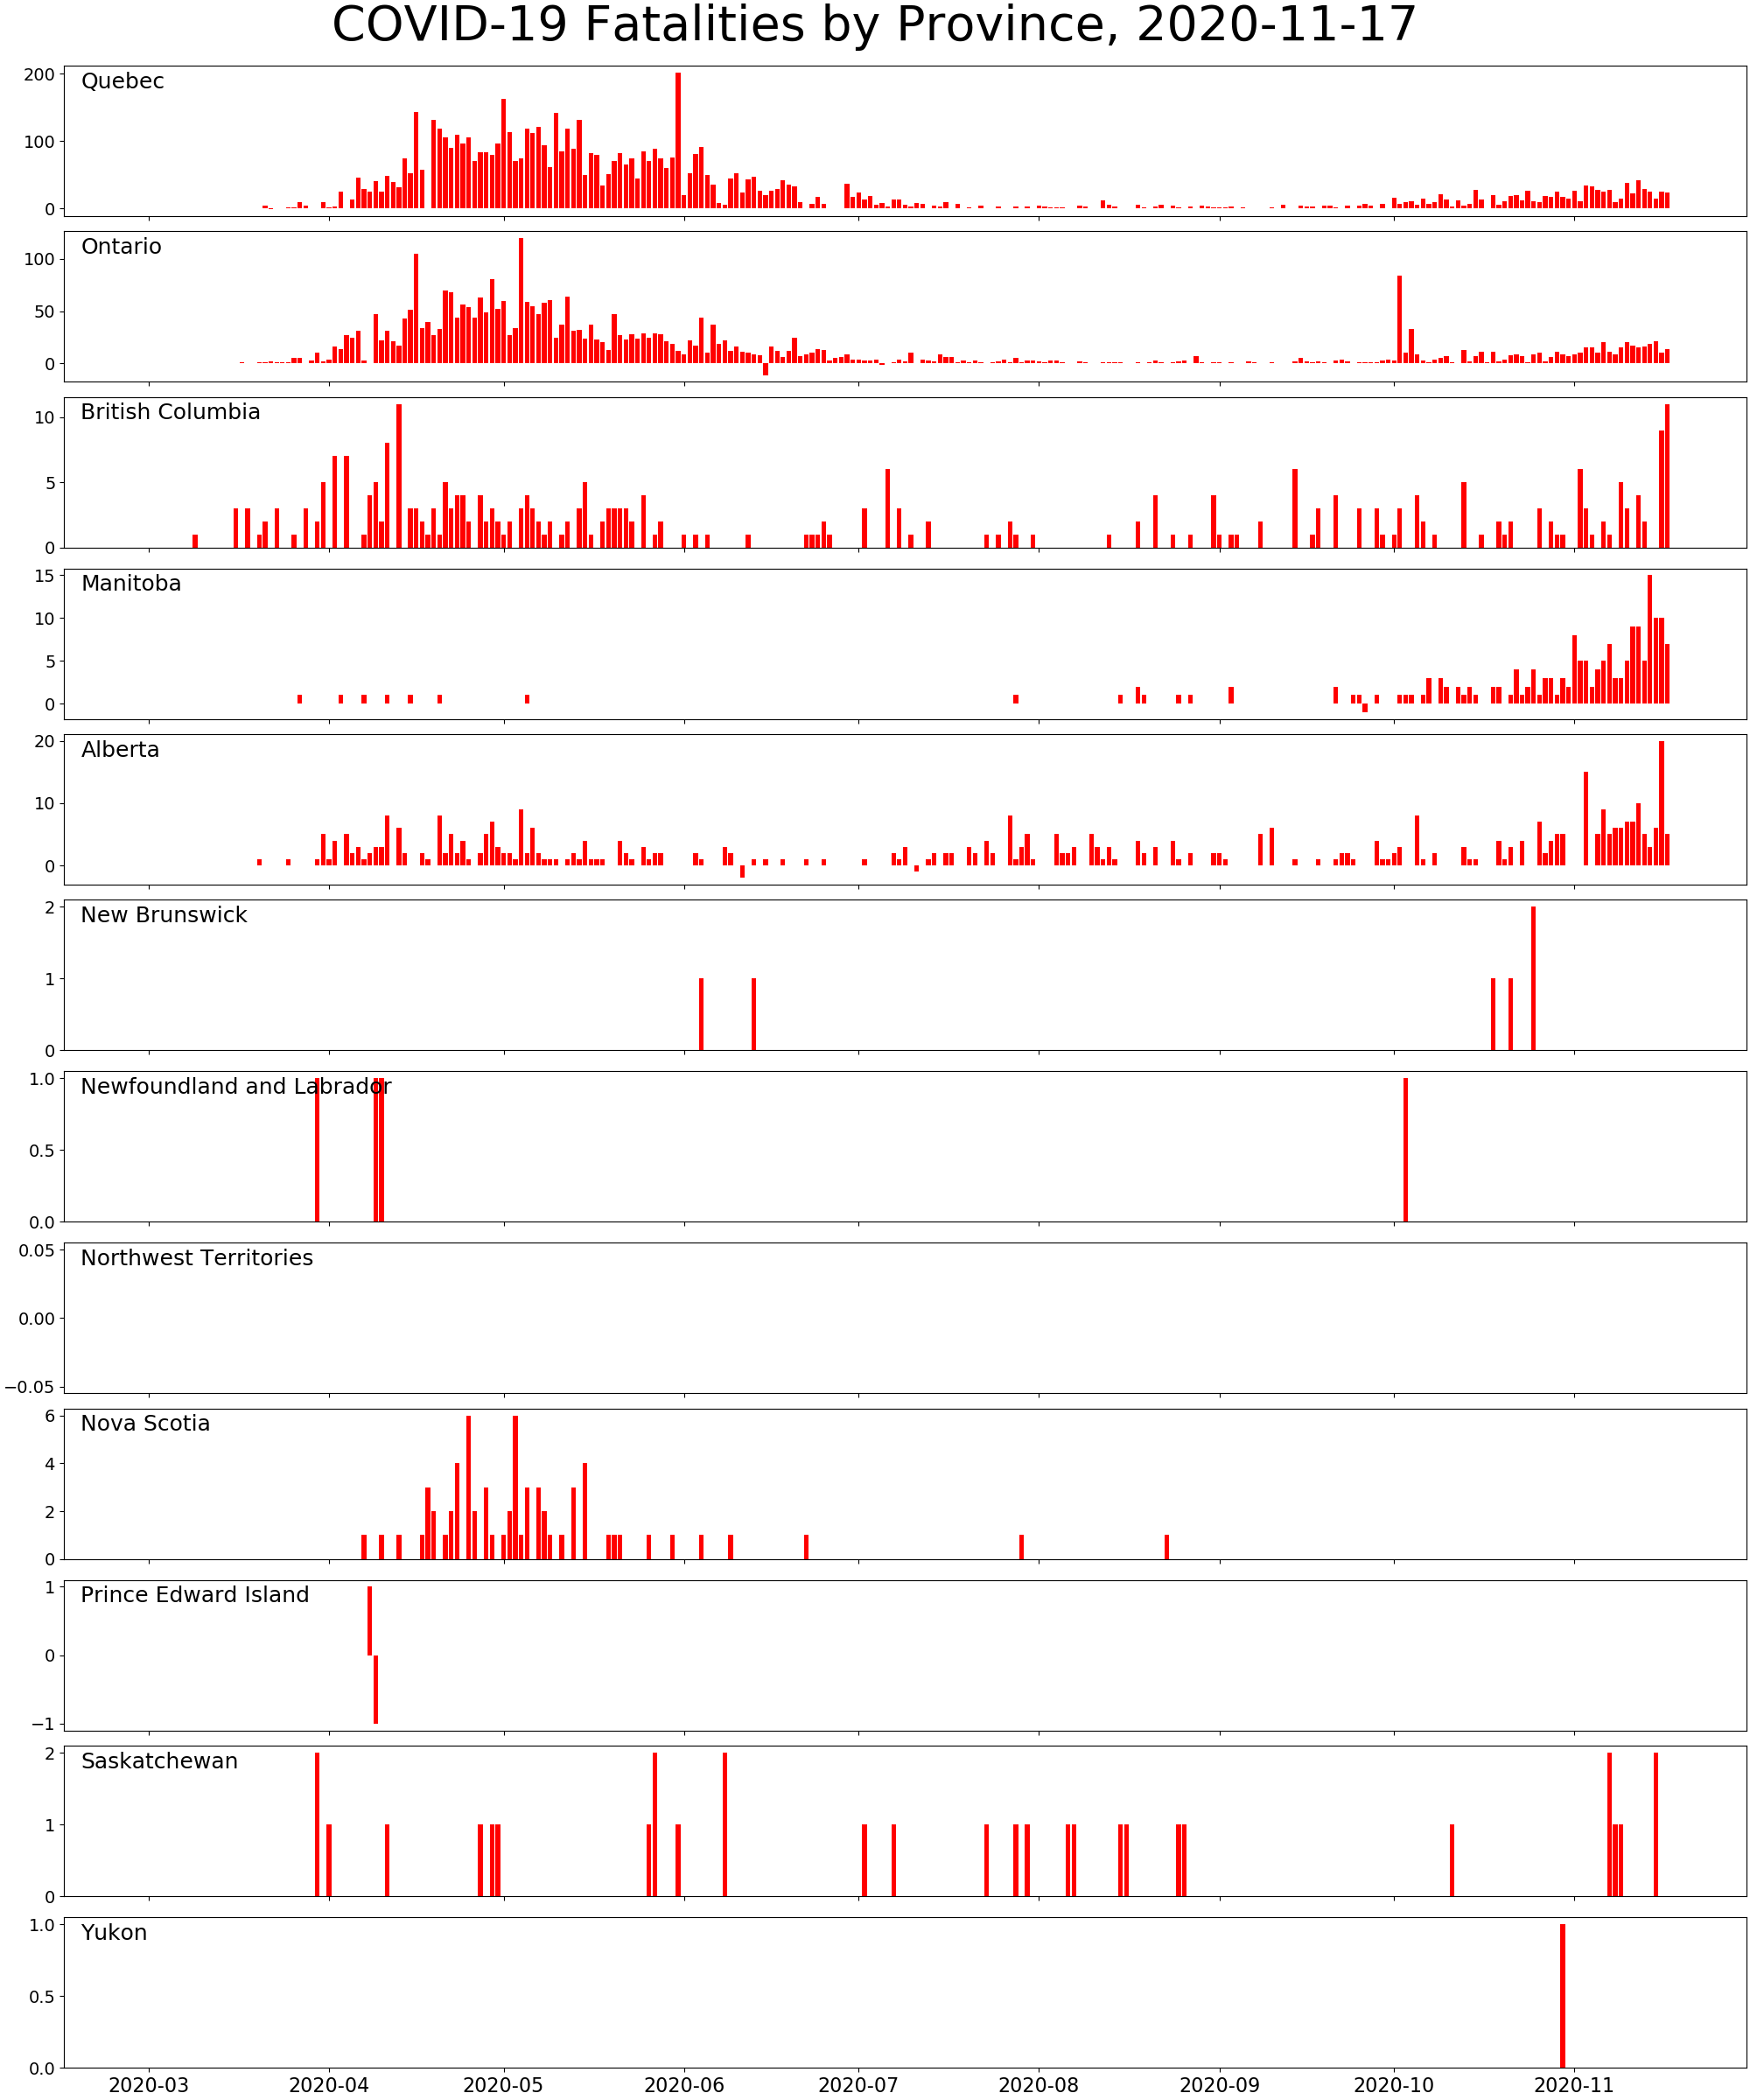 COVID-19 Fatalities by Province, 2020-11-17
Quebec
200
100
0
Ontario
100
50
0
British Columbia
10
5
0
Manitoba
15
10
5
0
Alberta
20
10
0
New Brunswick
2
1
0
Newfoundland and Labrador
1.0
0.5
0.0
Northwest Territories
0.05
0.00
−0.05
Nova Scotia
6
4
2
0
Prince Edward Island
1
0
−1
Saskatchewan
2
1
0
Yukon
1.0
0.5
0.0
2020-03 2020-04 2020-05 2020-06 2020-07 2020-08 2020-09 2020-10 2020-11